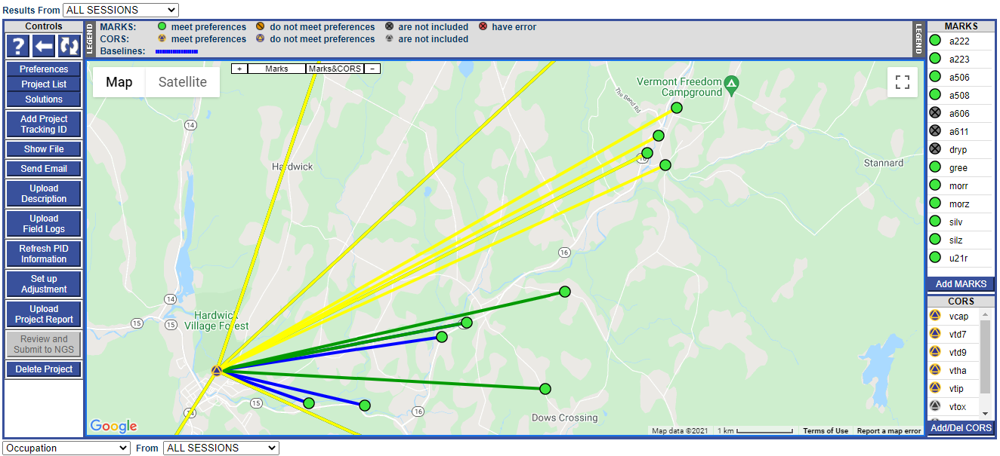 Results From ALL SESSIONS
Controls
?
Preferences
Project List
Solutions
Add Project
Tracking ID
Show File
Send Email
Upload
Description
Upload
Field Logs
Refresh PID
Information
Set up
Adjustment
Upload
Project Report
Review and
Submit to NGS
Delete Project
LEGEND
MARKS: meet preferences do not meet preferences are not included have error
CORS: meet preferences do not meet preferences are not included
Baselines:
LEGEND
+ Marks Marks&CORS −
Map Satellite
Vermont Freedom
Campground
The Bend Rd
14
16
Hardwick
Stannard
16
14
15
15
Hardwick
Village Forest
15
14
16
Dows Crossing
Google
Map data ©2021 1 km Terms of Use Report a map error
MARKS
a222
a223
a506
a508
a606
a611
dryp
gree
morr
morz
silv
silz
u21r
Add MARKS
CORS
vcap
vtd7
vtd9
vtha
vtip
vtox
Add/Del CORS
Occupation From ALL SESSIONS